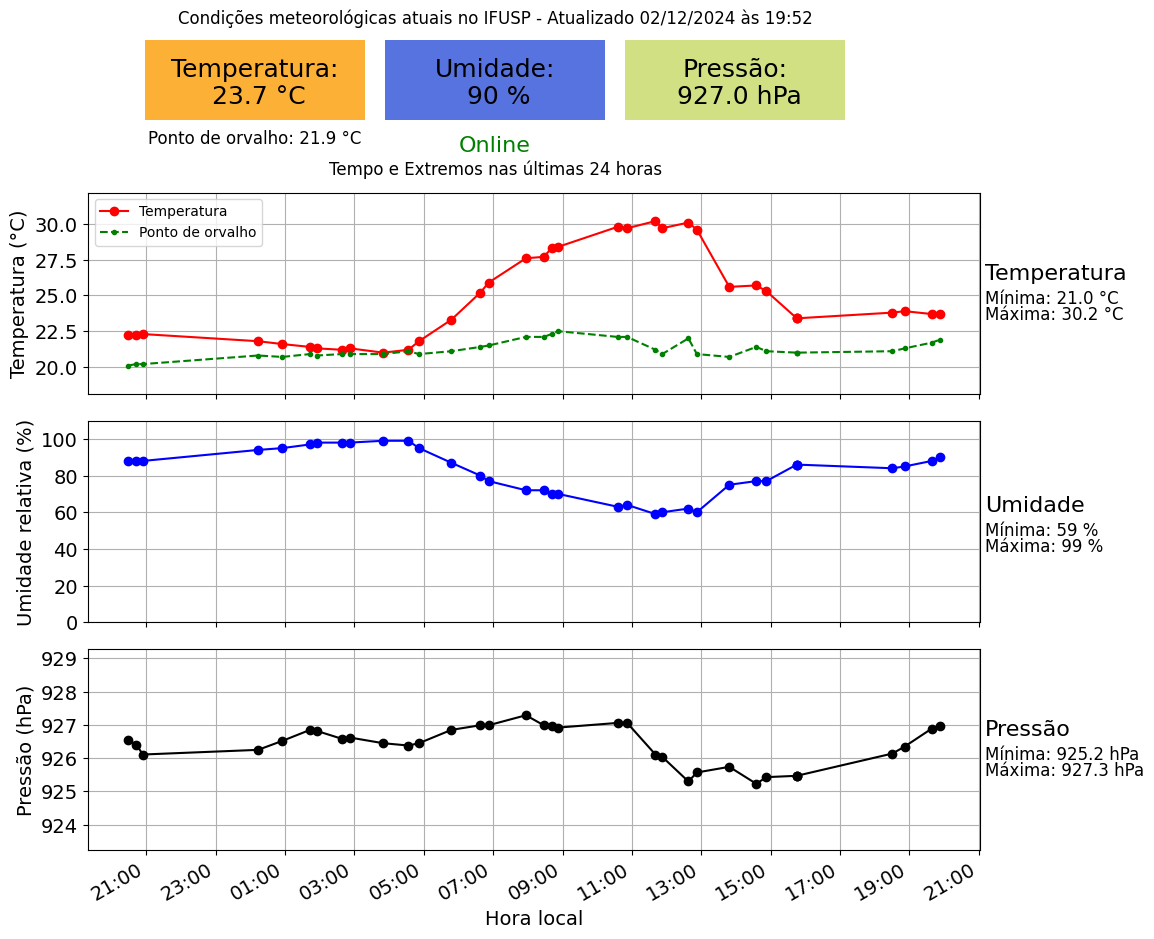 Condições meteorológicas atuais no IFUSP - Atualizado 02/12/2024 às 19:52
Temperatura:
23.7 °C
Umidade:
90 %
Pressão:
927.0 hPa
Ponto de orvalho: 21.9 °C
Online
Tempo e Extremos nas últimas 24 horas
Temperatura (°C)
30.0
27.5
25.0
22.5
20.0
Temperatura
Ponto de orvalho
Temperatura
Mínima: 21.0 °C
Máxima: 30.2 °C
Umidade relativa (%)
100
80
60
40
20
0
Umidade
Mínima: 59 %
Máxima: 99 %
Pressão (hPa)
929
928
927
926
925
924
Pressão
Mínima: 925.2 hPa
Máxima: 927.3 hPa
21:00 23:00 01:00 03:00 05:00 07:00 09:00 11:00 13:00 15:00 17:00 19:00 21:00
Hora local